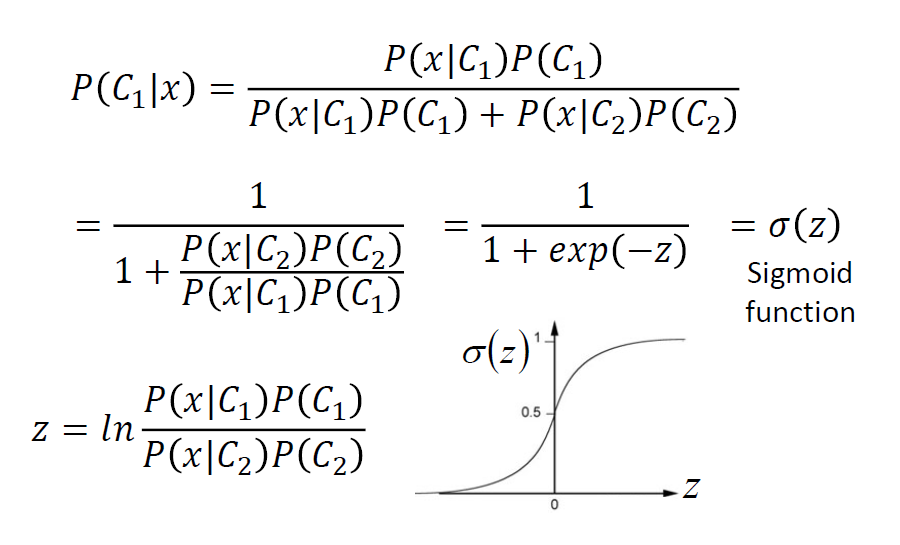 P(C₁|x) = P(x|C₁)P(C₁) / P(x|C₁)P(C₁) + P(x|C₂)P(C₂)
= 1 / 1 + P(x|C₂)P(C₂) / P(x|C₁)P(C₁) = 1 / 1 + exp(−z) = σ(z)
Sigmoid
function
z = ln P(x|C₁)P(C₁) / P(x|C₂)P(C₂)
σ(z)
1
0.5
z
0